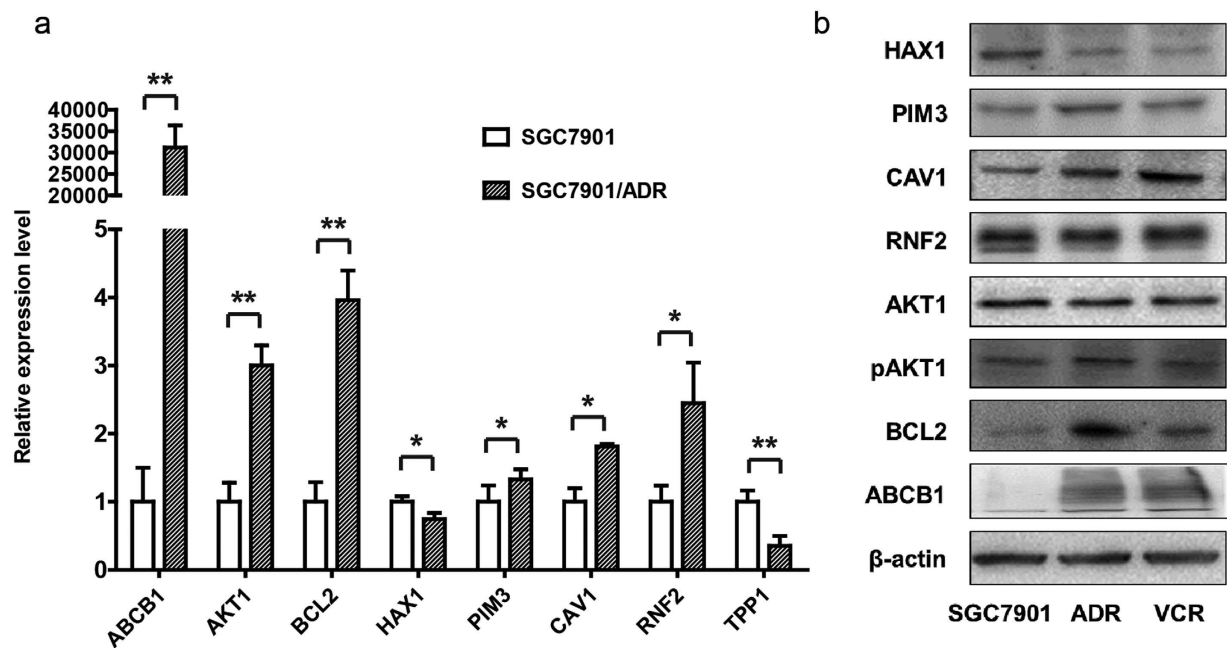 a
Relative expression level
40000
35000
30000
25000
20000
5
4
3
2
1
0
**
**
**
*
*
*
*
**
SGC7901
SGC7901/ADR
ABCB1
AKT1
BCL2
HAX1
PIM3
CAV1
RNF2
TPP1
b
HAX1
PIM3
CAV1
RNF2
AKT1
pAKT1
BCL2
ABCB1
β-actin
SGC7901 ADR VCR